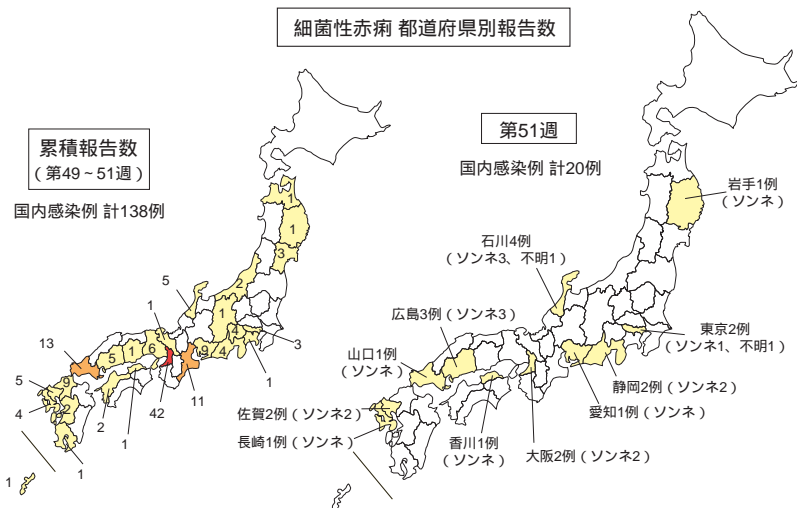 細菌性赤痢 都道府県別報告数
累積報告数
(第49~51週)
国内感染例 計138例
1
1
3
2
5
1
1
4
3
1
9
4
6
1
5
13
11
42
1
2
9
5
4
2
1
1
第51週
国内感染例 計20例
岩手1例
(ソンネ)
石川4例
(ソンネ3、不明1)
広島3例(ソンネ3)
東京2例
(ソンネ1、不明1)
山口1例
(ソンネ)
静岡2例(ソンネ2)
愛知1例(ソンネ)
佐賀2例(ソンネ2)
長崎1例(ソンネ)
香川1例
(ソンネ)
大阪2例(ソンネ2)